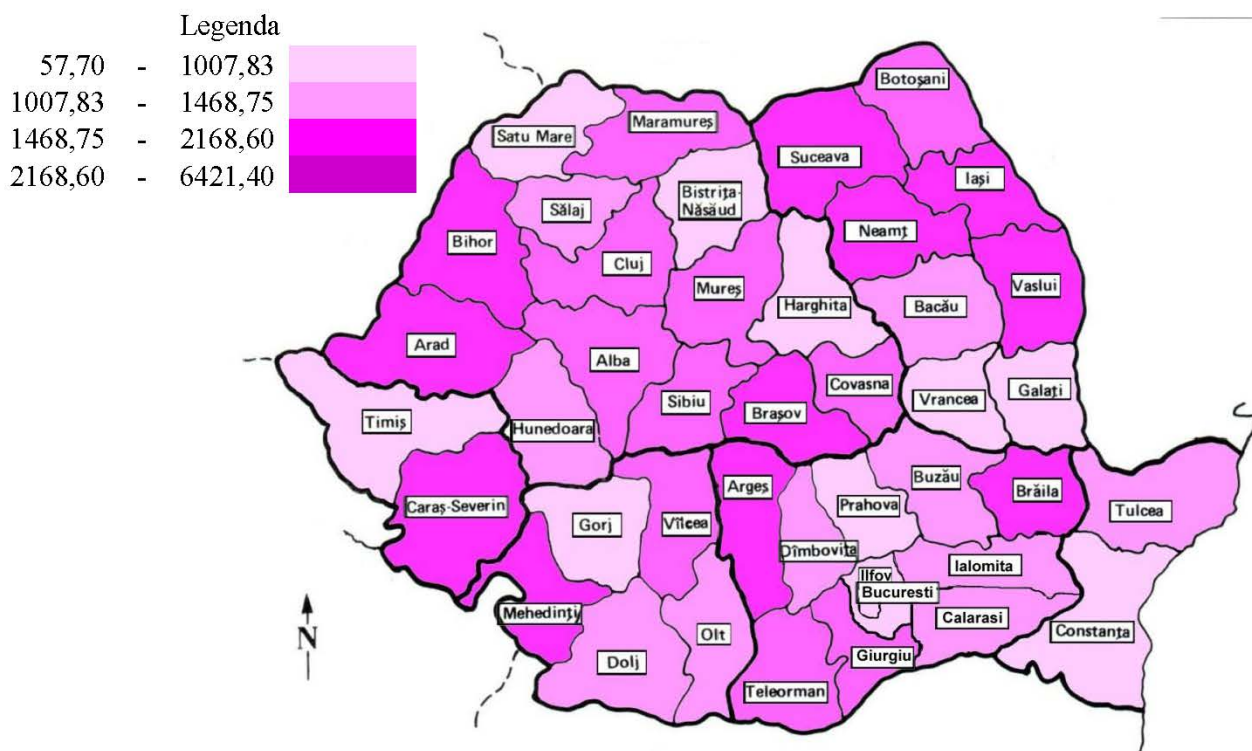 Legenda
57,70 - 1007,83
1007,83 - 1468,75
1468,75 - 2168,60
2168,60 - 6421,40
Botoșani
Maramureș
Satu Mare
Suceava
Iași
Bistrița-
Năsăud
Sălaj
Neamț
Bihor
Cluj
Mureș
Vaslui
Harghita
Bacău
Arad
Alba
Covasna
Galați
Sibiu
Vrancea
Brașov
Timiș
Hunedoara
Buzău
Argeș
Brăila
Caraș-Severin
Prahova
Tulcea
Gorj
Vîlcea
Dîmbovița
Ialomita
Ilfov
Bucuresti
Mehedinți
Calarasi
Constanța
Olt
N
Giurgiu
Dolj
Teleorman